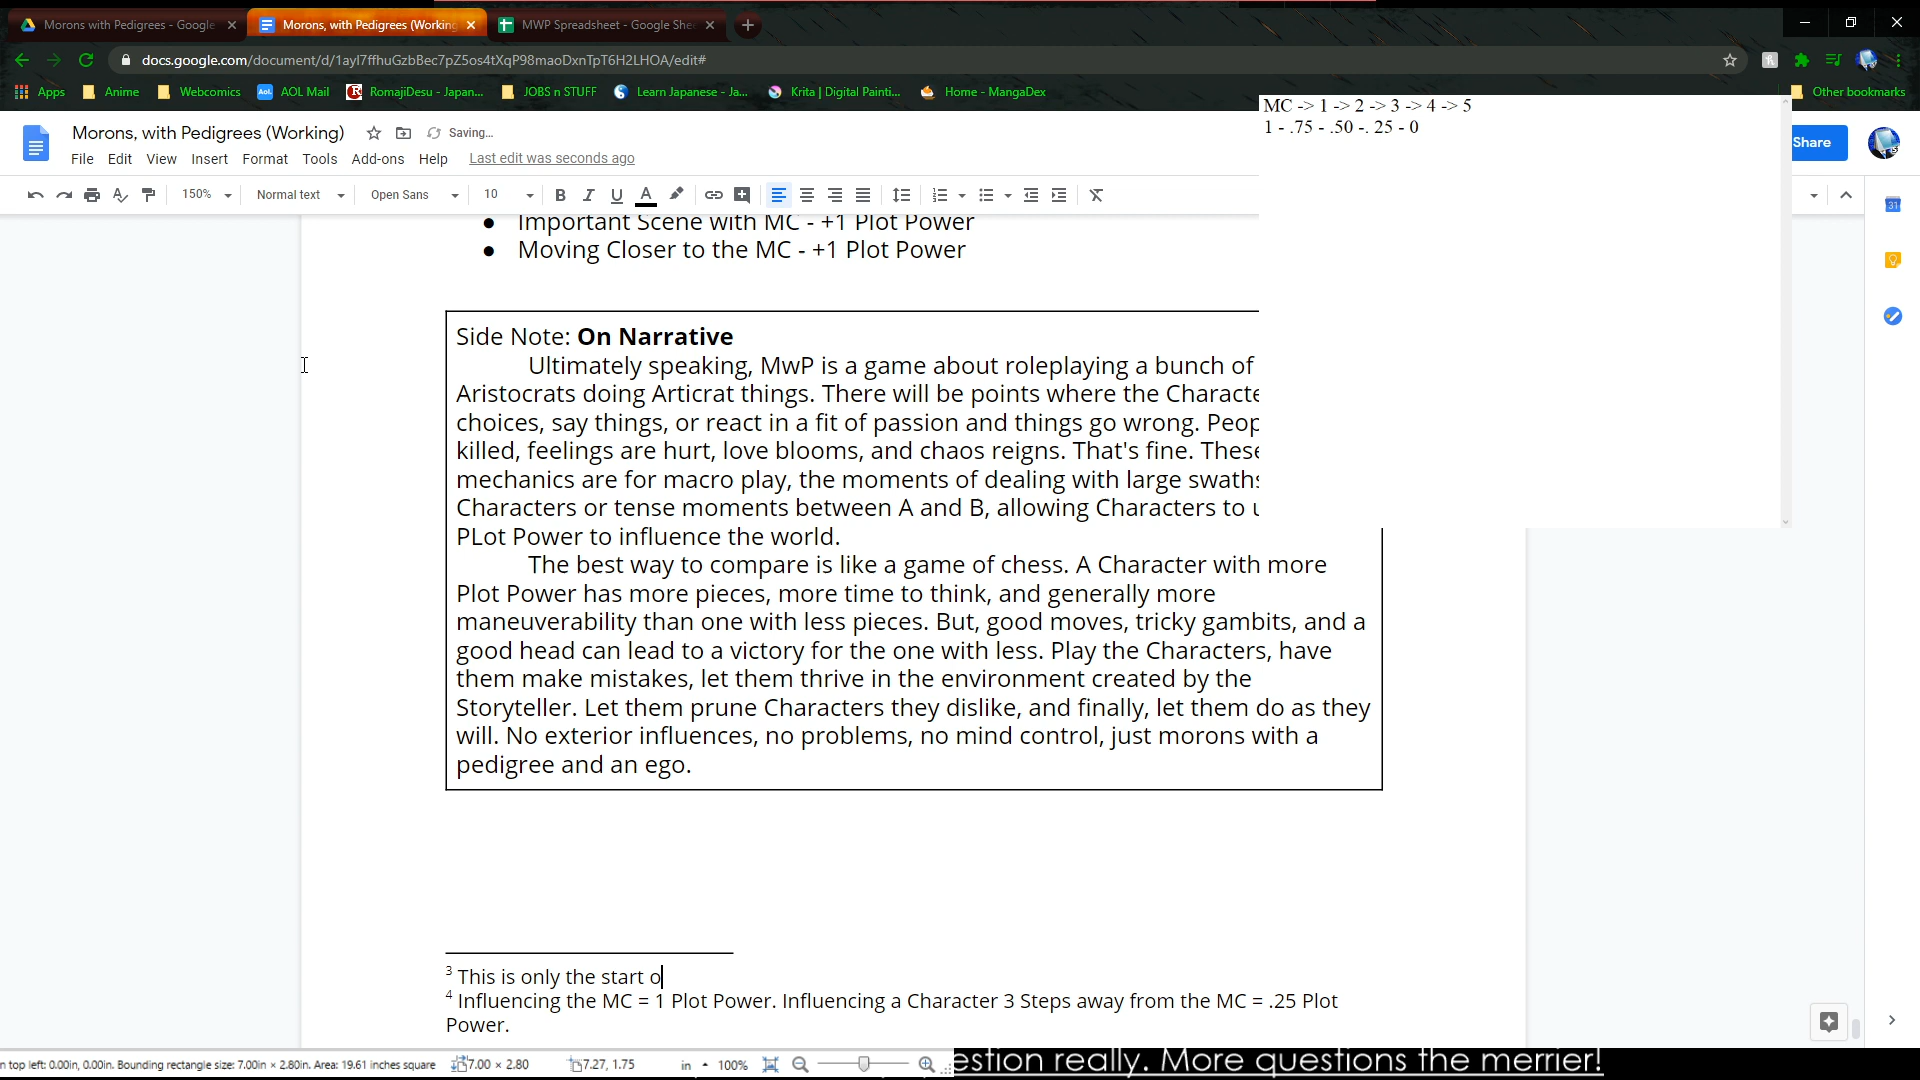 Morons with Pedigrees - Google
Morons, with Pedigrees (Working
MWP Spreadsheet - Google She
docs.google.com/document/d/1ayl7ffhuGzbBec7pZ5os4tXqP98maoDxnTpT6H2LHOA/edit#
Apps Anime Webcomics AOL Mail RomajiDesu - Japan... JOBS n STUFF Learn Japanese - Ja... Krita | Digital Painti... Home - MangaDex Other bookmarks
MC -> 1 -> 2 -> 3 -> 4 -> 5
1 - .75 - .50 -. 25 - 0
Morons, with Pedigrees (Working) Saving...
Share
File Edit View Insert Format Tools Add-ons Help Last edit was seconds ago
150% Normal text Open Sans 10
Important Scene with MC - +1 Plot Power
Moving Closer to the MC - +1 Plot Power
Side Note: On Narrative
Ultimately speaking, MwP is a game about roleplaying a bunch of
Aristocrats doing Articrat things. There will be points where the Characte
choices, say things, or react in a fit of passion and things go wrong. Peop
killed, feelings are hurt, love blooms, and chaos reigns. That's fine. These
mechanics are for macro play, the moments of dealing with large swaths
Characters or tense moments between A and B, allowing Characters to u
PLot Power to influence the world.
The best way to compare is like a game of chess. A Character with more
Plot Power has more pieces, more time to think, and generally more
maneuverability than one with less pieces. But, good moves, tricky gambits, and a
good head can lead to a victory for the one with less. Play the Characters, have
them make mistakes, let them thrive in the environment created by the
Storyteller. Let them prune Characters they dislike, and finally, let them do as they
will. No exterior influences, no problems, no mind control, just morons with a
pedigree and an ego.
3 This is only the start o
4 Influencing the MC = 1 Plot Power. Influencing a Character 3 Steps away from the MC = .25 Plot
Power.
n top left: 0.00in, 0.00in. Bounding rectangle size: 7.00in × 2.80in. Area: 19.61 inches square 7.00 × 2.80 7.27, 1.75 in 100%
estion really. More questions the merrier!